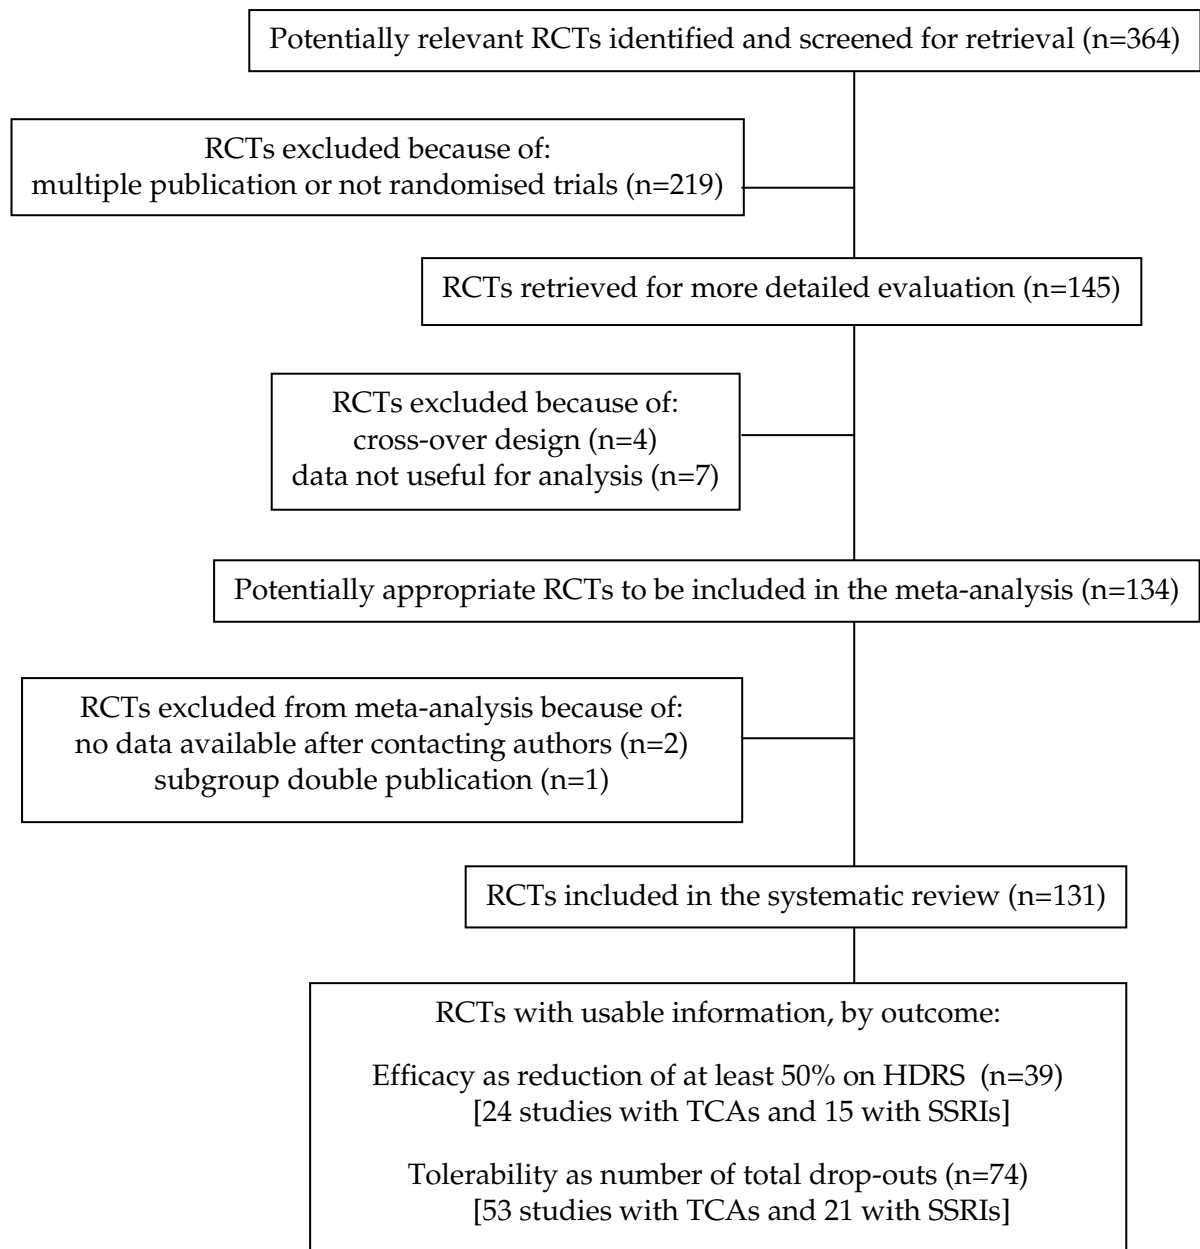 Potentially relevant RCTs identified and screened for retrieval (n=364)
RCTs excluded because of:
multiple publication or not randomised trials (n=219)
RCTs retrieved for more detailed evaluation (n=145)
RCTs excluded because of:
cross-over design (n=4)
data not useful for analysis (n=7)
Potentially appropriate RCTs to be included in the meta-analysis (n=134)
RCTs excluded from meta-analysis because of:
no data available after contacting authors (n=2)
subgroup double publication (n=1)
RCTs included in the systematic review (n=131)
RCTs with usable information, by outcome:
Efficacy as reduction of at least 50% on HDRS (n=39)
[24 studies with TCAs and 15 with SSRIs]
Tolerability as number of total drop-outs (n=74)
[53 studies with TCAs and 21 with SSRIs]